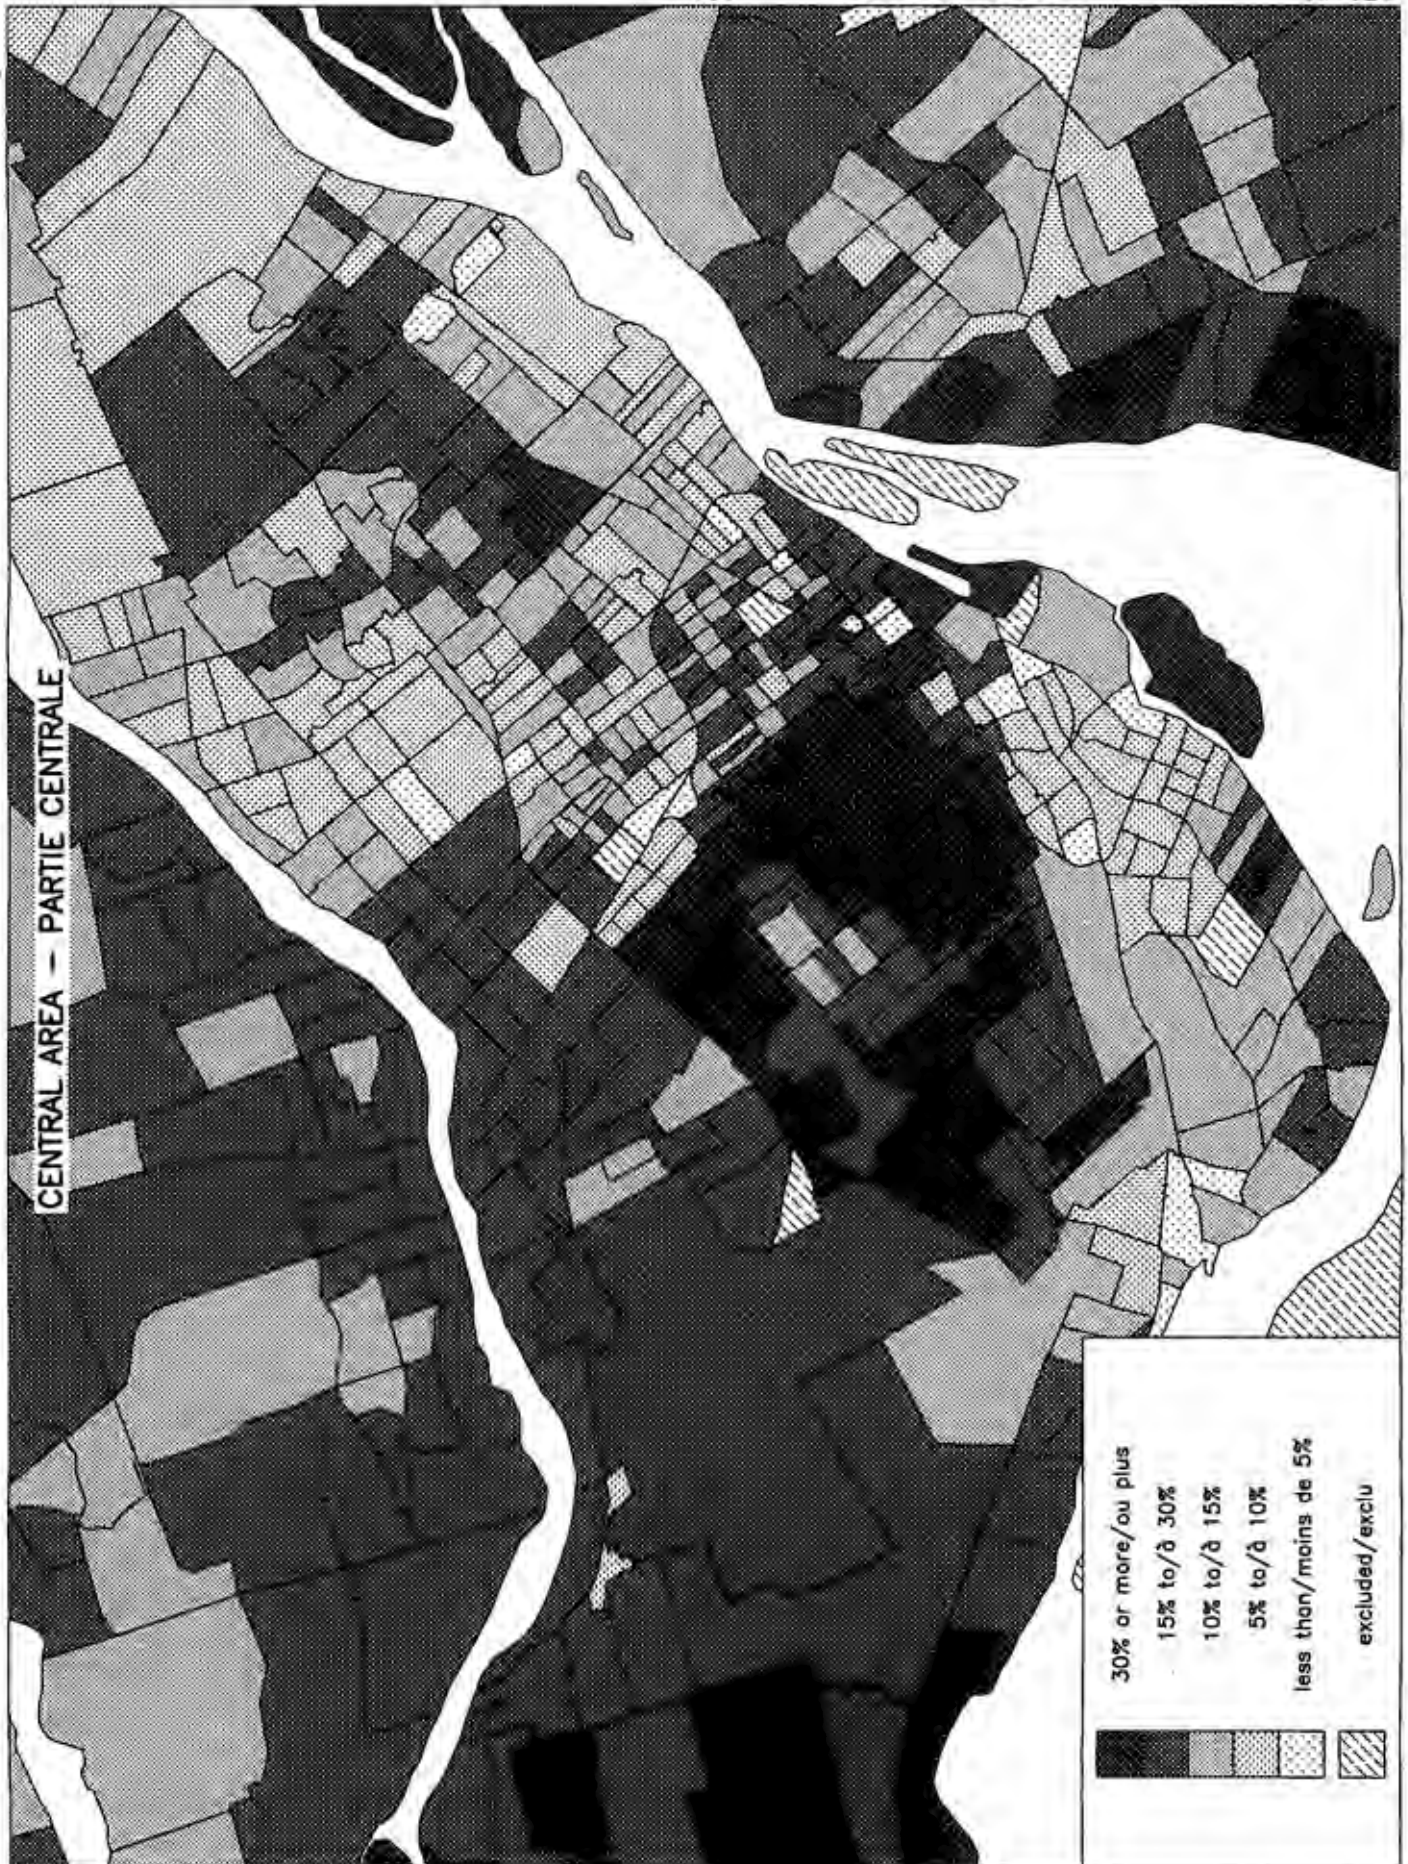 CENTRAL AREA – PARTIE CENTRALE
30% or more/ou plus
15% to/à 30%
10% to/à 15%
5% to/à 10%
less than/moins de 5%
excluded/exclu